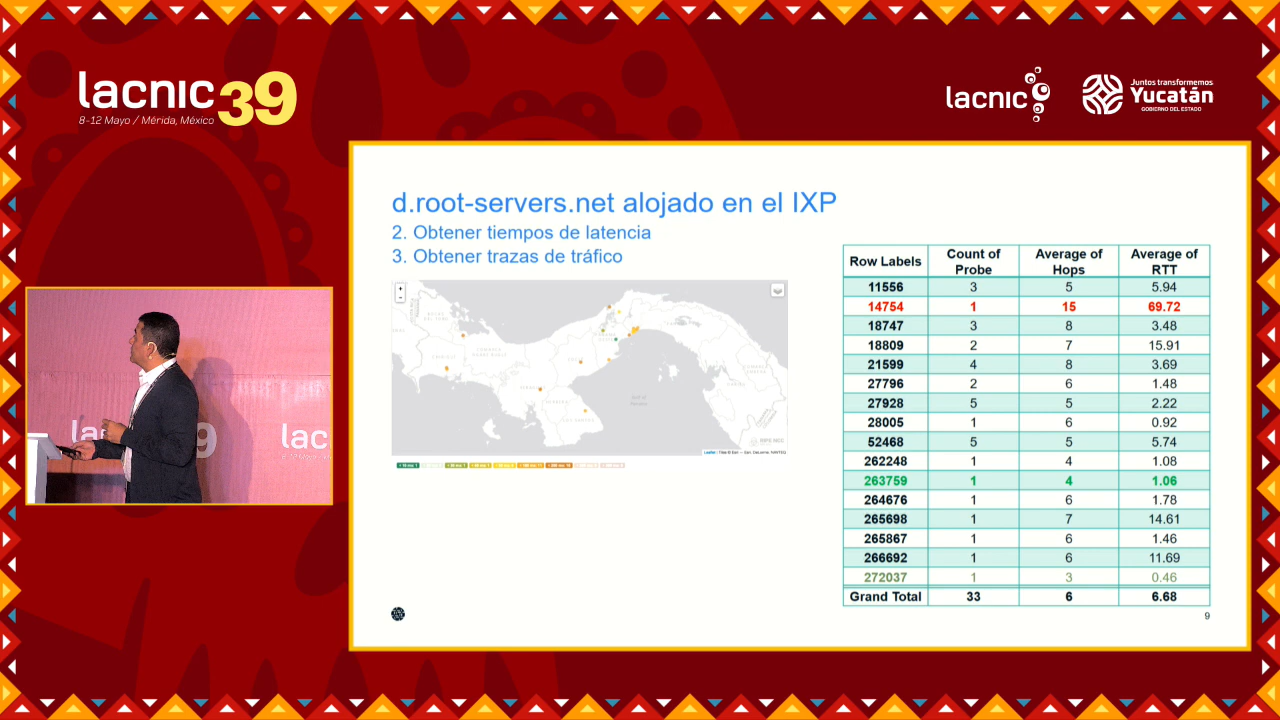 lacnic 39
8-12 Mayo / Mérida, México
lacnic
Juntos transformemos
Yucatán
GOBIERNO DEL ESTADO
d.root-servers.net alojado en el IXP
2. Obtener tiempos de latencia
3. Obtener trazas de tráfico
Row Labels Count of Probe Average of Hops Average of RTT
11556 3 5 5.94
14754 1 15 69.72
18747 3 8 3.48
18809 2 7 15.91
21599 4 8 3.69
27796 2 6 1.48
27928 5 5 2.22
28005 1 6 0.92
52468 5 5 5.74
262248 1 4 1.08
263759 1 4 1.06
264676 1 6 1.78
265698 1 7 14.61
265867 1 6 1.46
266692 1 6 11.69
272037 1 3 0.46
Grand Total 33 6 6.68
9
lac
9